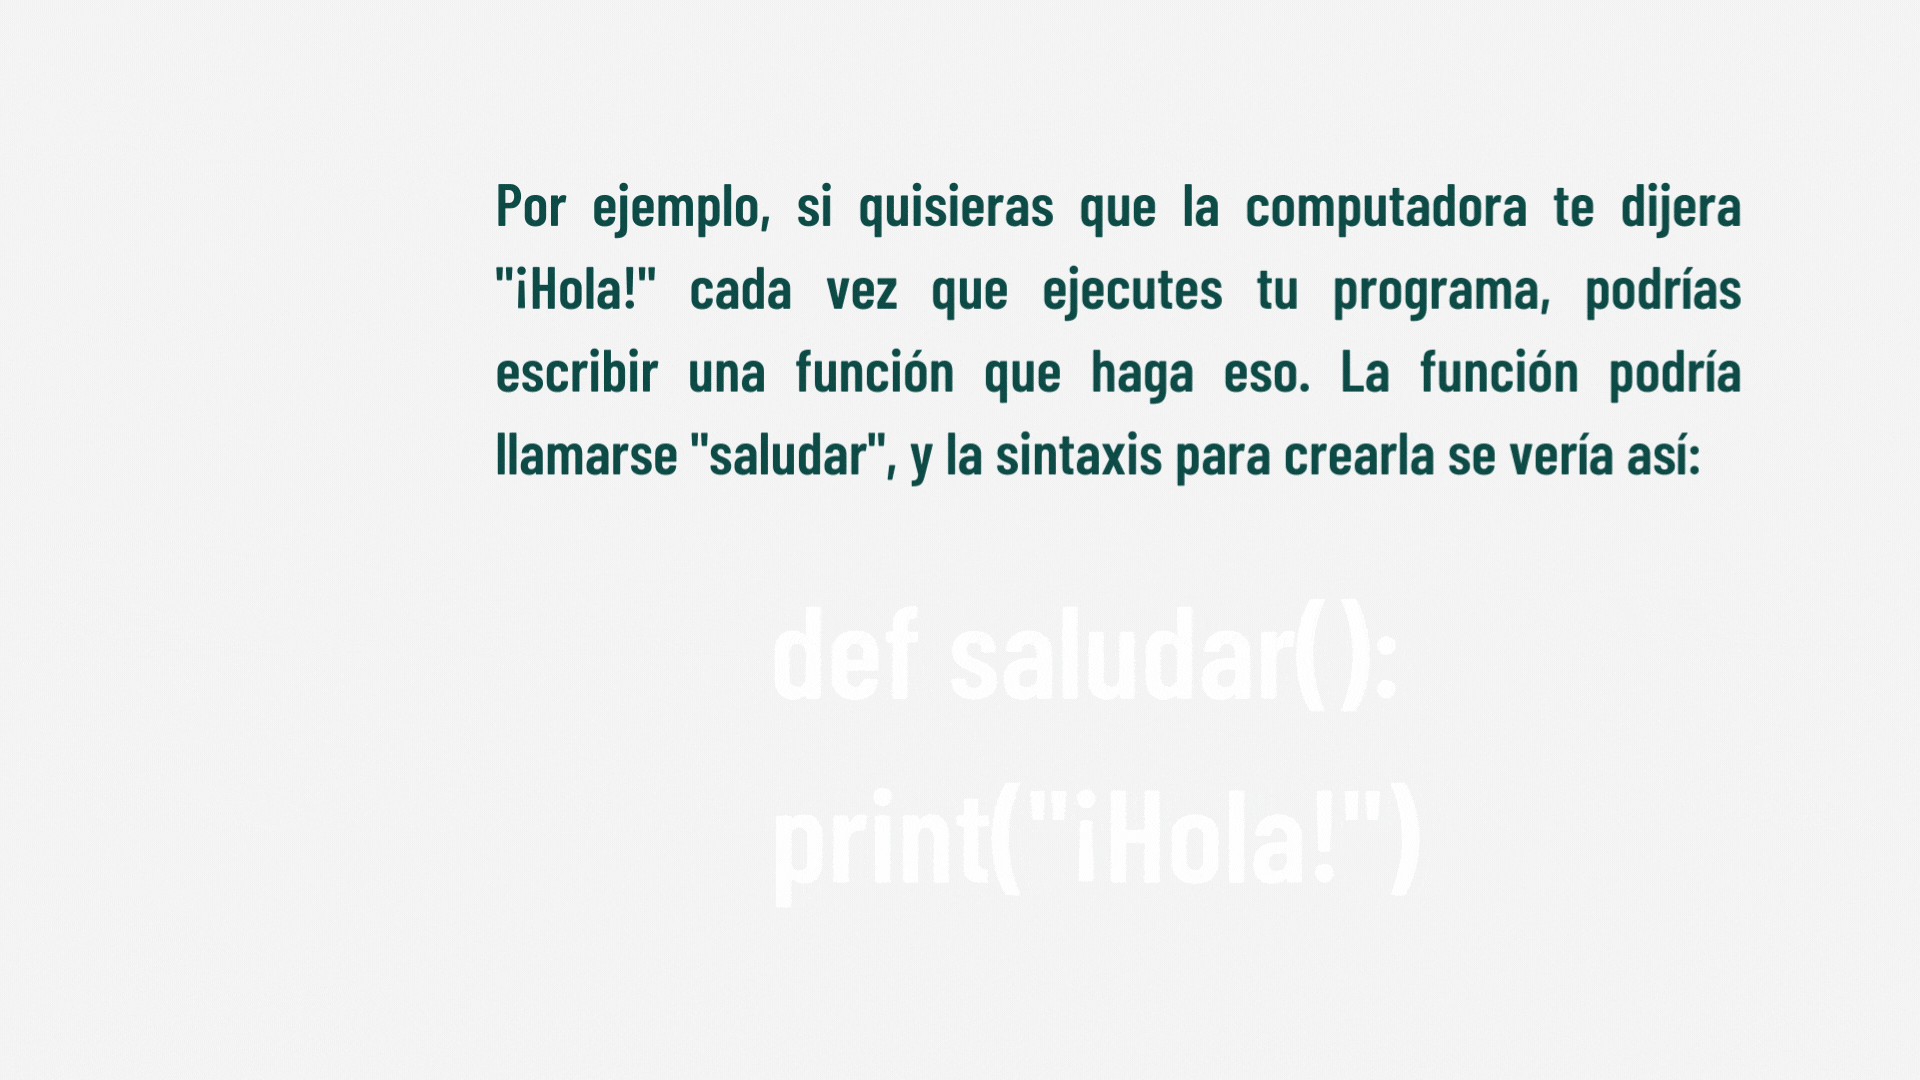 Por ejemplo, si quisieras que la computadora te dijera
"¡Hola!" cada vez que ejecutes tu programa, podrías
escribir una función que haga eso. La función podría
llamarse "saludar", y la sintaxis para crearla se vería así:
def saludar():
print("¡Hola!")